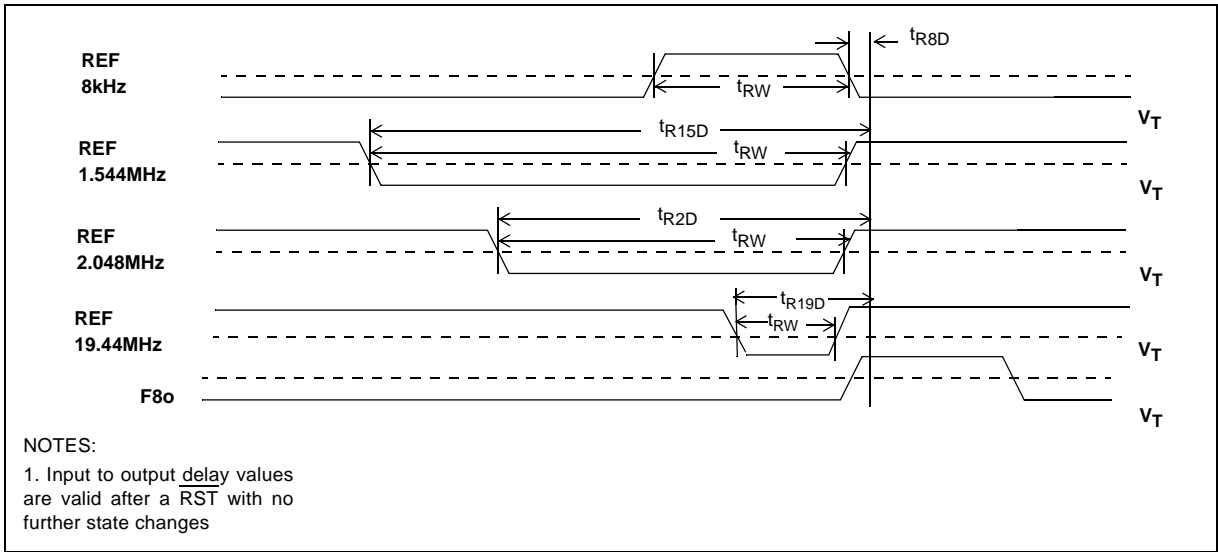 tR8D
REF
8kHz
tRW
VT
tR15D
REF
1.544MHz
tRW
VT
tR2D
REF
2.048MHz
tRW
VT
tR19D
REF
19.44MHz
tRW
VT
F8o
VT
NOTES:
1. Input to output delay values
are valid after a RST with no
further state changes